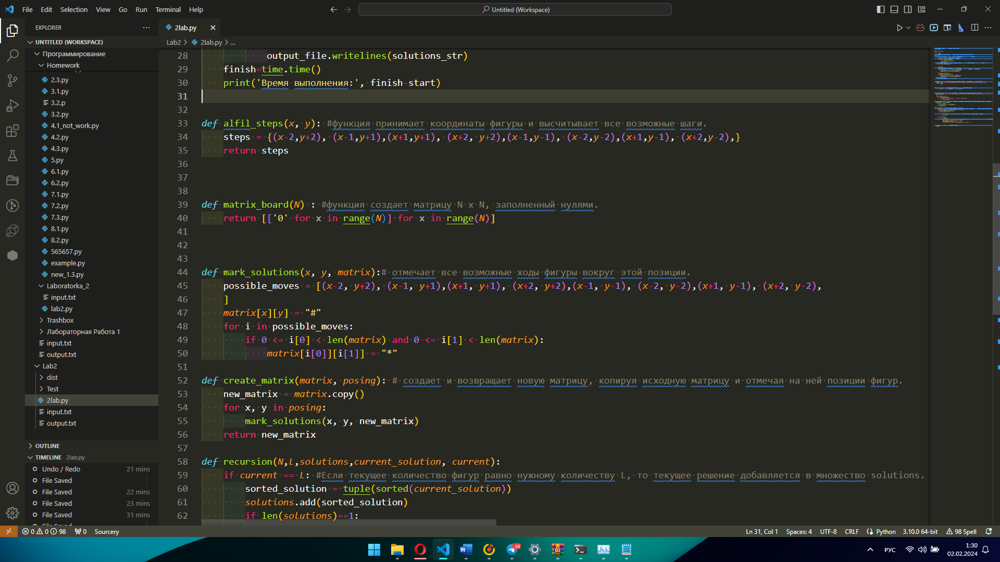 File Edit Selection View Go Run Terminal Help
Untitled (Workspace)
EXPLORER
UNTITLED (WORKSPACE)
Программирование
Homework
2.3.py
3.1.py
3.2.p
3.2.py
4.1_not_work.py
4.2.py
4.3.py
5.py
6.1.py
6.2.py
7.1.py
7.2.py
7.3.py
8.1.py
8.2.py
565657.py
example.py
new_1.3.py
Laboratorka_2
input.txt
lab2.py
Trashbox
Лабораторная Работа 1
input.txt
output.txt
Lab2
dist
Test
2lab.py
input.txt
output.txt
OUTLINE
TIMELINE 2lab.py
Undo / Redo 21 mins
File Saved
File Saved 22 mins
File Saved 23 mins
File Saved 31 mins
2lab.py
Lab2 > 2lab.py > ...
28 output_file.writelines(solutions_str)
29 finish=time.time()
30 print('Время выполнения:', finish-start)
31
32
33 def alfil_steps(x, y): #функция принимает координаты фигуры и высчитывает все возможные шаги.
34 steps = {(x-2,y+2), (x-1,y+1),(x+1,y+1), (x+2, y+2),(x-1,y-1), (x-2,y-2),(x+1,y-1), (x+2,y-2),}
35 return steps
36
37
38
39 def matrix_board(N) : #функция создает матрицу N x N, заполненный нулями.
40 return [['0' for x in range(N)] for x in range(N)]
41
42
43
44 def mark_solutions(x, y, matrix):# отмечает все возможные ходы фигуры вокруг этой позиции.
45 possible_moves = [(x-2, y+2), (x-1, y+1),(x+1, y+1), (x+2, y+2),(x-1, y-1), (x-2, y-2),(x+1, y-1), (x+2, y-2),
46 ]
47 matrix[x][y] = "#"
48 for i in possible_moves:
49 if 0 <= i[0] < len(matrix) and 0 <= i[1] < len(matrix):
50 matrix[i[0]][i[1]] = "*"
51
52 def create_matrix(matrix, posing): # создает и возвращает новую матрицу, копируя исходную матрицу и отмечая на ней позиции фигур.
53 new_matrix = matrix.copy()
54 for x, y in posing:
55 mark_solutions(x, y, new_matrix)
56 return new_matrix
57
58 def recursion(N,L,solutions,current_solution, current):
59 if current == L: #Если текущее количество фигур равно нужному количеству L, то текущее решение добавляется в множество solutions.
60 sorted_solution = tuple(sorted(current_solution))
61 solutions.add(sorted_solution)
62 if len(solutions)==1:
0 0 98 0 Sourcery
Ln 31, Col 1 Spaces: 4 UTF-8 CRLF Python 3.10.0 64-bit 98 Spell
38
РУС
1:30
02.02.2024